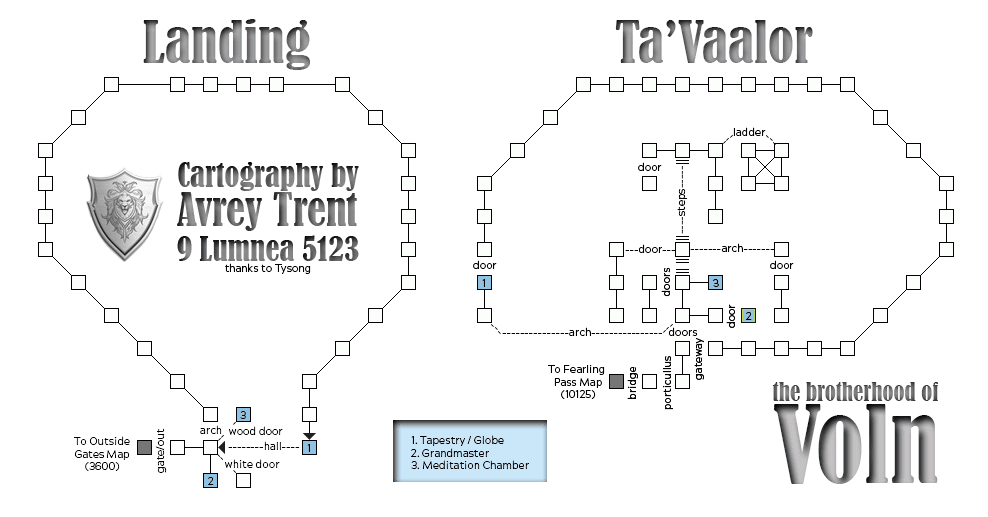 Landing
Ta'Vaalor
Cartography by
Avrey Trent
9 Lumnea 5123
thanks to Tysong
ladder
door
steps
door
arch
door
door
1
doors
3
door
2
arch
doors
gateway
To Fearling
Pass Map
(10125)
bridge
porticullus
the brotherhood of
Voln
3
arch
wood door
To Outside
Gates Map
(3600)
gate/out
hall
1
white door
2
1. Tapestry / Globe
2. Grandmaster
3. Meditation Chamber